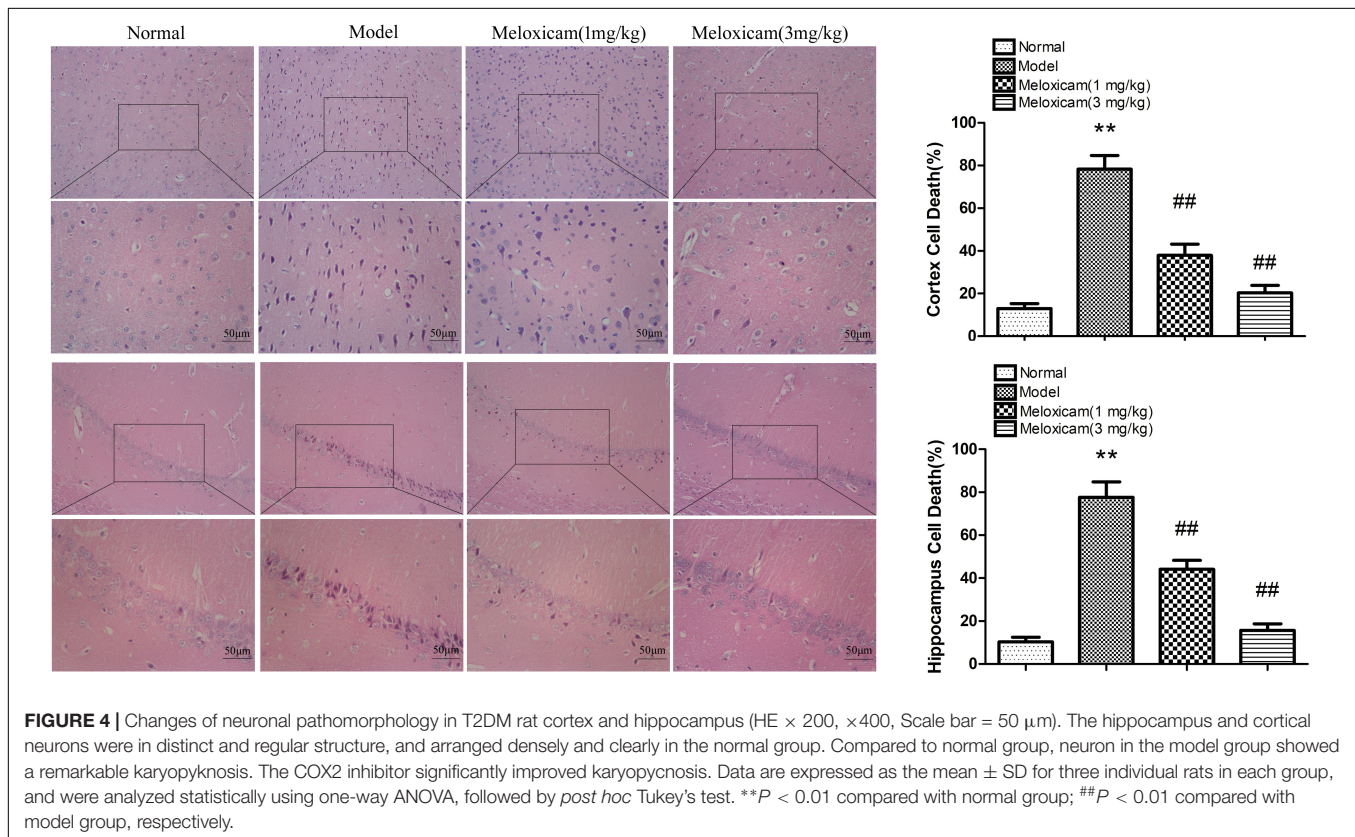 Normal Model Meloxicam(1mg/kg) Meloxicam(3mg/kg)
50μm 50μm 50μm 50μm
50μm 50μm 50μm 50μm
Normal
Model
Meloxicam(1 mg/kg)
Meloxicam(3 mg/kg)
Cortex Cell Death(%)
100
80
60
40
20
0
**
##
##
Normal
Model
Meloxicam(1 mg/kg)
Meloxicam(3 mg/kg)
Hippocampus Cell Death(%)
100
80
60
40
20
0
**
##
##
FIGURE 4 | Changes of neuronal pathomorphology in T2DM rat cortex and hippocampus (HE × 200, ×400, Scale bar = 50 μm). The hippocampus and cortical
neurons were in distinct and regular structure, and arranged densely and clearly in the normal group. Compared to normal group, neuron in the model group showed
a remarkable karyopyknosis. The COX2 inhibitor significantly improved karyopycnosis. Data are expressed as the mean ± SD for three individual rats in each group,
and were analyzed statistically using one-way ANOVA, followed by post hoc Tukey's test. **P < 0.01 compared with normal group; ##P < 0.01 compared with
model group, respectively.